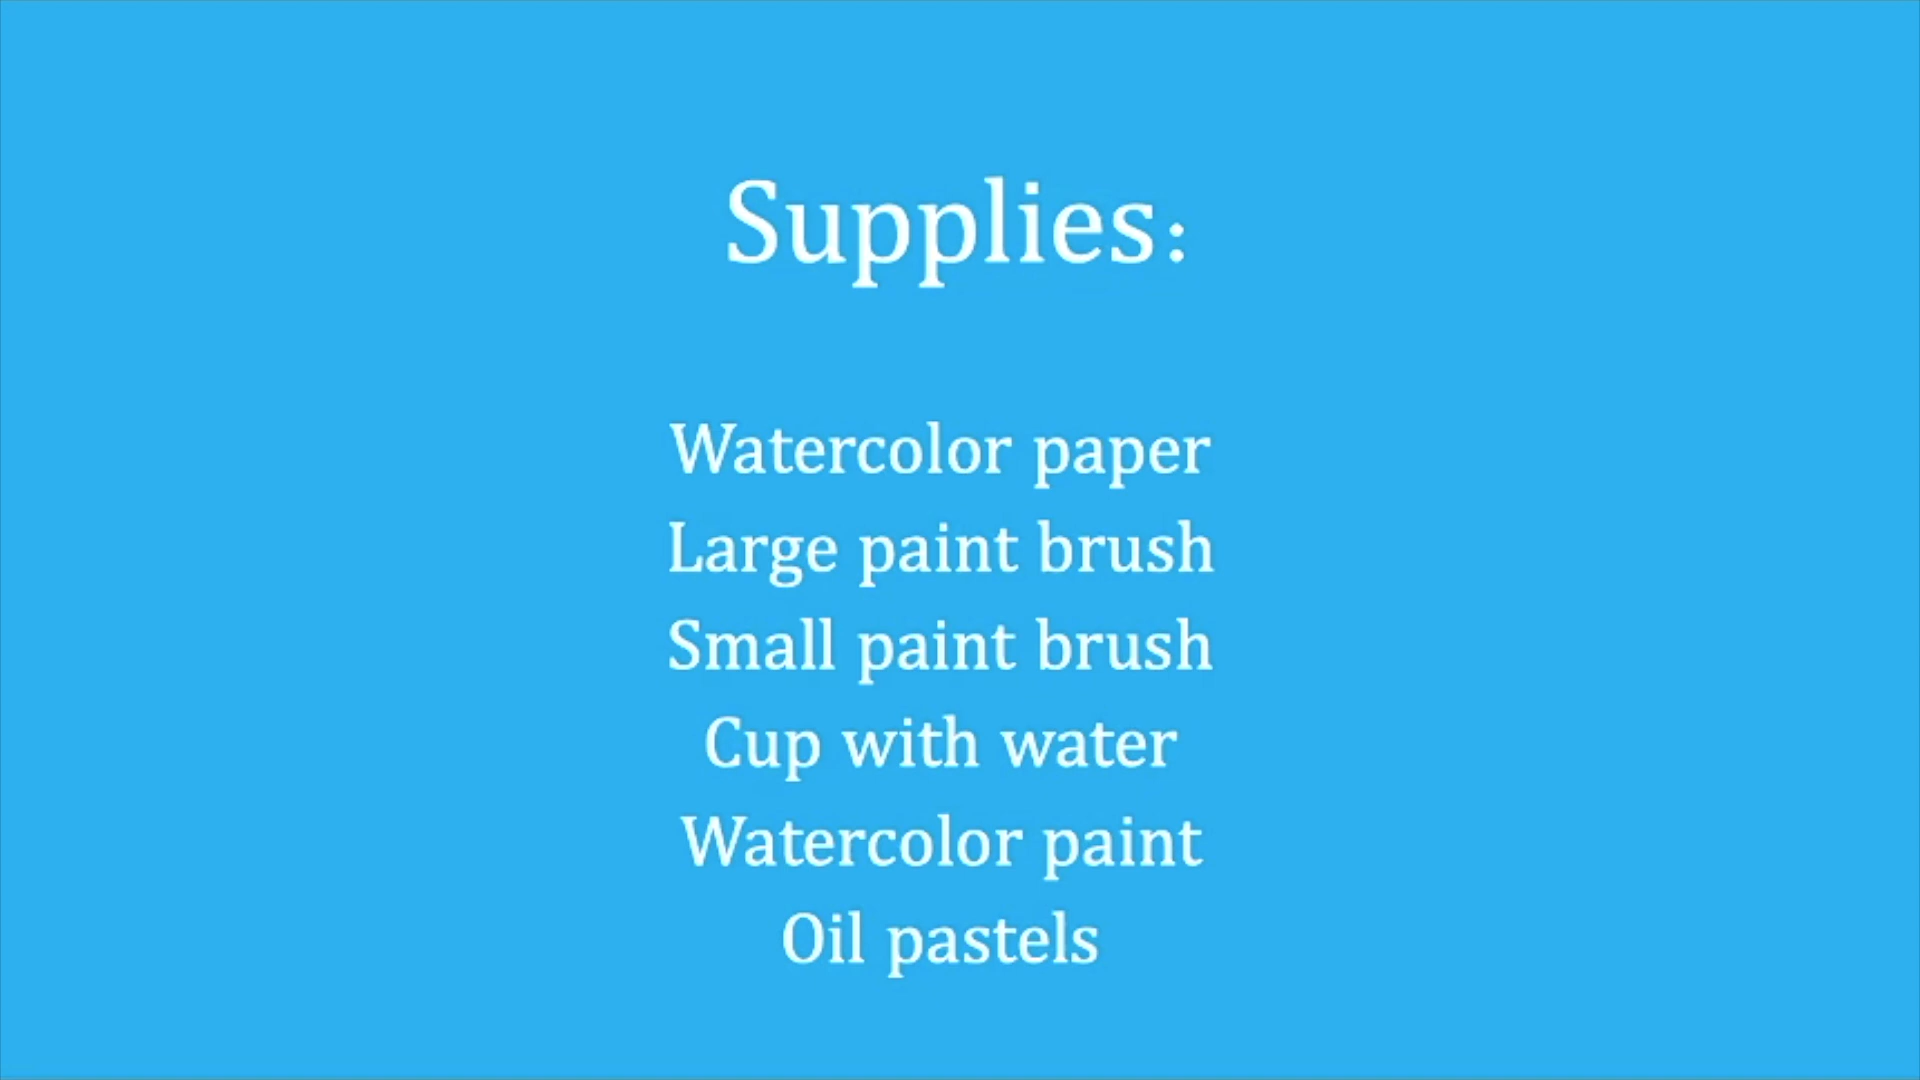 Supplies:
Watercolor paper
Large paint brush
Small paint brush
Cup with water
Watercolor paint
Oil pastels